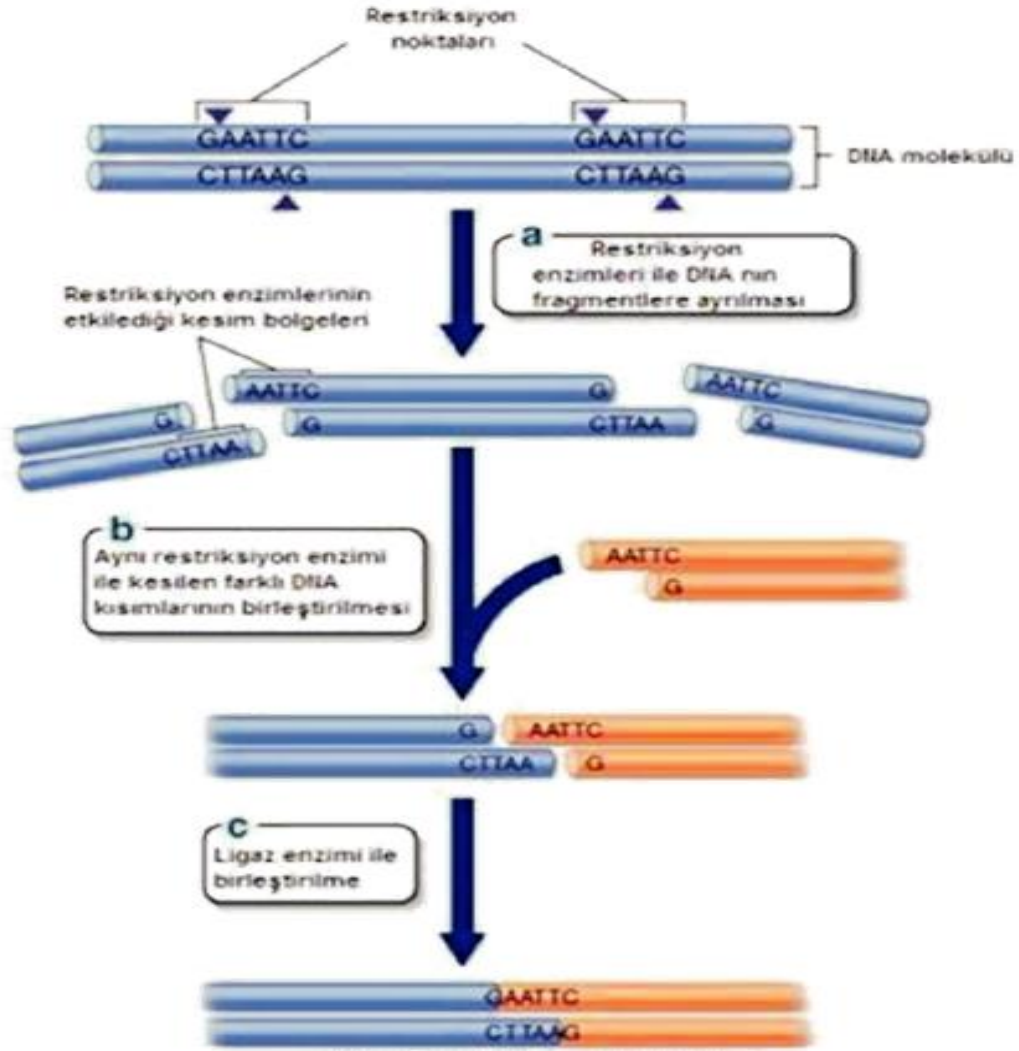 Restriksiyon
noktaları
GAATTC GAATTC
CTTAAG CTTAAG
DNA molekülü
a
Restriksiyon
enzimleri ile DNA nın
fragmentlere ayrılması
Restriksiyon enzimlerinin
etkilediği kesim bölgeleri
AATTC G AATTC
G G CTTAA G
CTTAA
b
Aynı restriksiyon enzimi
ile kesilen farklı DNA
kısımlarının birleştirilmesi
AATTC
G
G AATTC
CTTAA G
c
Ligaz enzimi ile
birleştirilme
GAATTC
CTTAAG